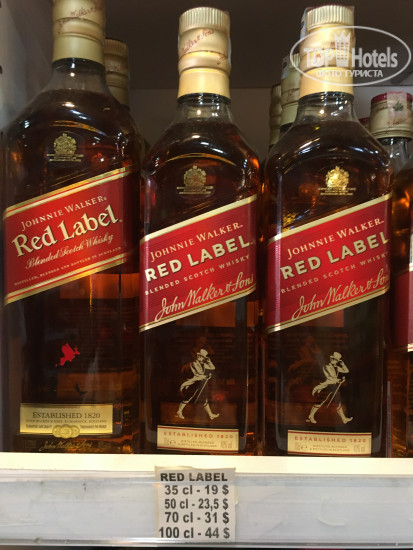 Top Hotels
ФОТО ТУРИСТА
JOHNNIE WALKER
Red Label
Blended Scotch Whisky
ESTABLISHED 1820
JOHNNIE WALKER
RED LABEL
BLENDED SCOTCH WHISKY
John Walker & Sons
ESTABLISHED 1820
JOHNNIE WALKER
RED LABEL
BLENDED SCOTCH WHISKY
John Walker & Sons
ESTABLISHED 1820
RED LABEL
35 cl - 19 $
50 cl - 23,5 $
70 cl - 31 $
100 cl - 44 $